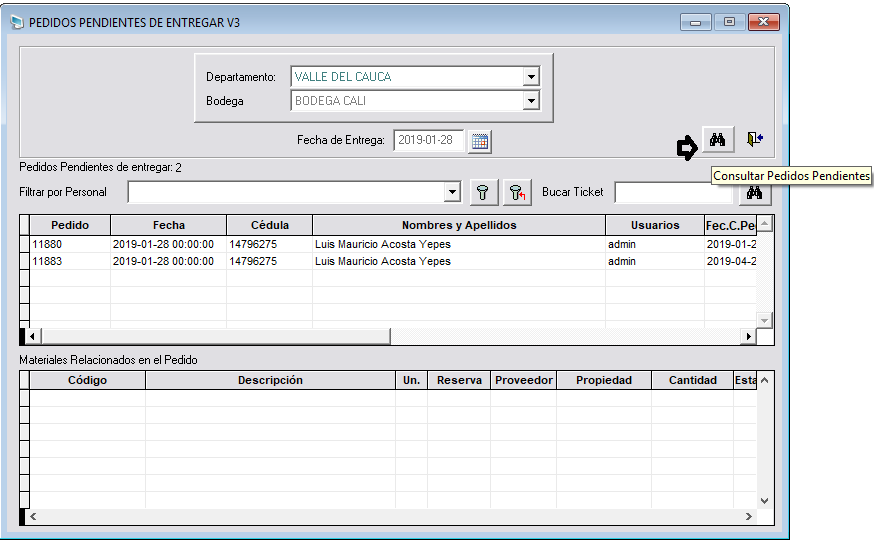 PEDIDOS PENDIENTES DE ENTREGAR V3
Departamento: VALLE DEL CAUCA
Bodega BODEGA CALI
Fecha de Entrega: 2019-01-28
Pedidos Pendientes de entregar: 2
Consultar Pedidos Pendientes
Filtrar por Personal Bucar Ticket
Pedido Fecha Cédula Nombres y Apellidos Usuarios Fec.C.Pe
11880 2019-01-28 00:00:00 14796275 Luis Mauricio Acosta Yepes admin 2019-01-2
11883 2019-01-28 00:00:00 14796275 Luis Mauricio Acosta Yepes admin 2019-04-2
Materiales Relacionados en el Pedido
Código Descripción Un. Reserva Proveedor Propiedad Cantidad Esta